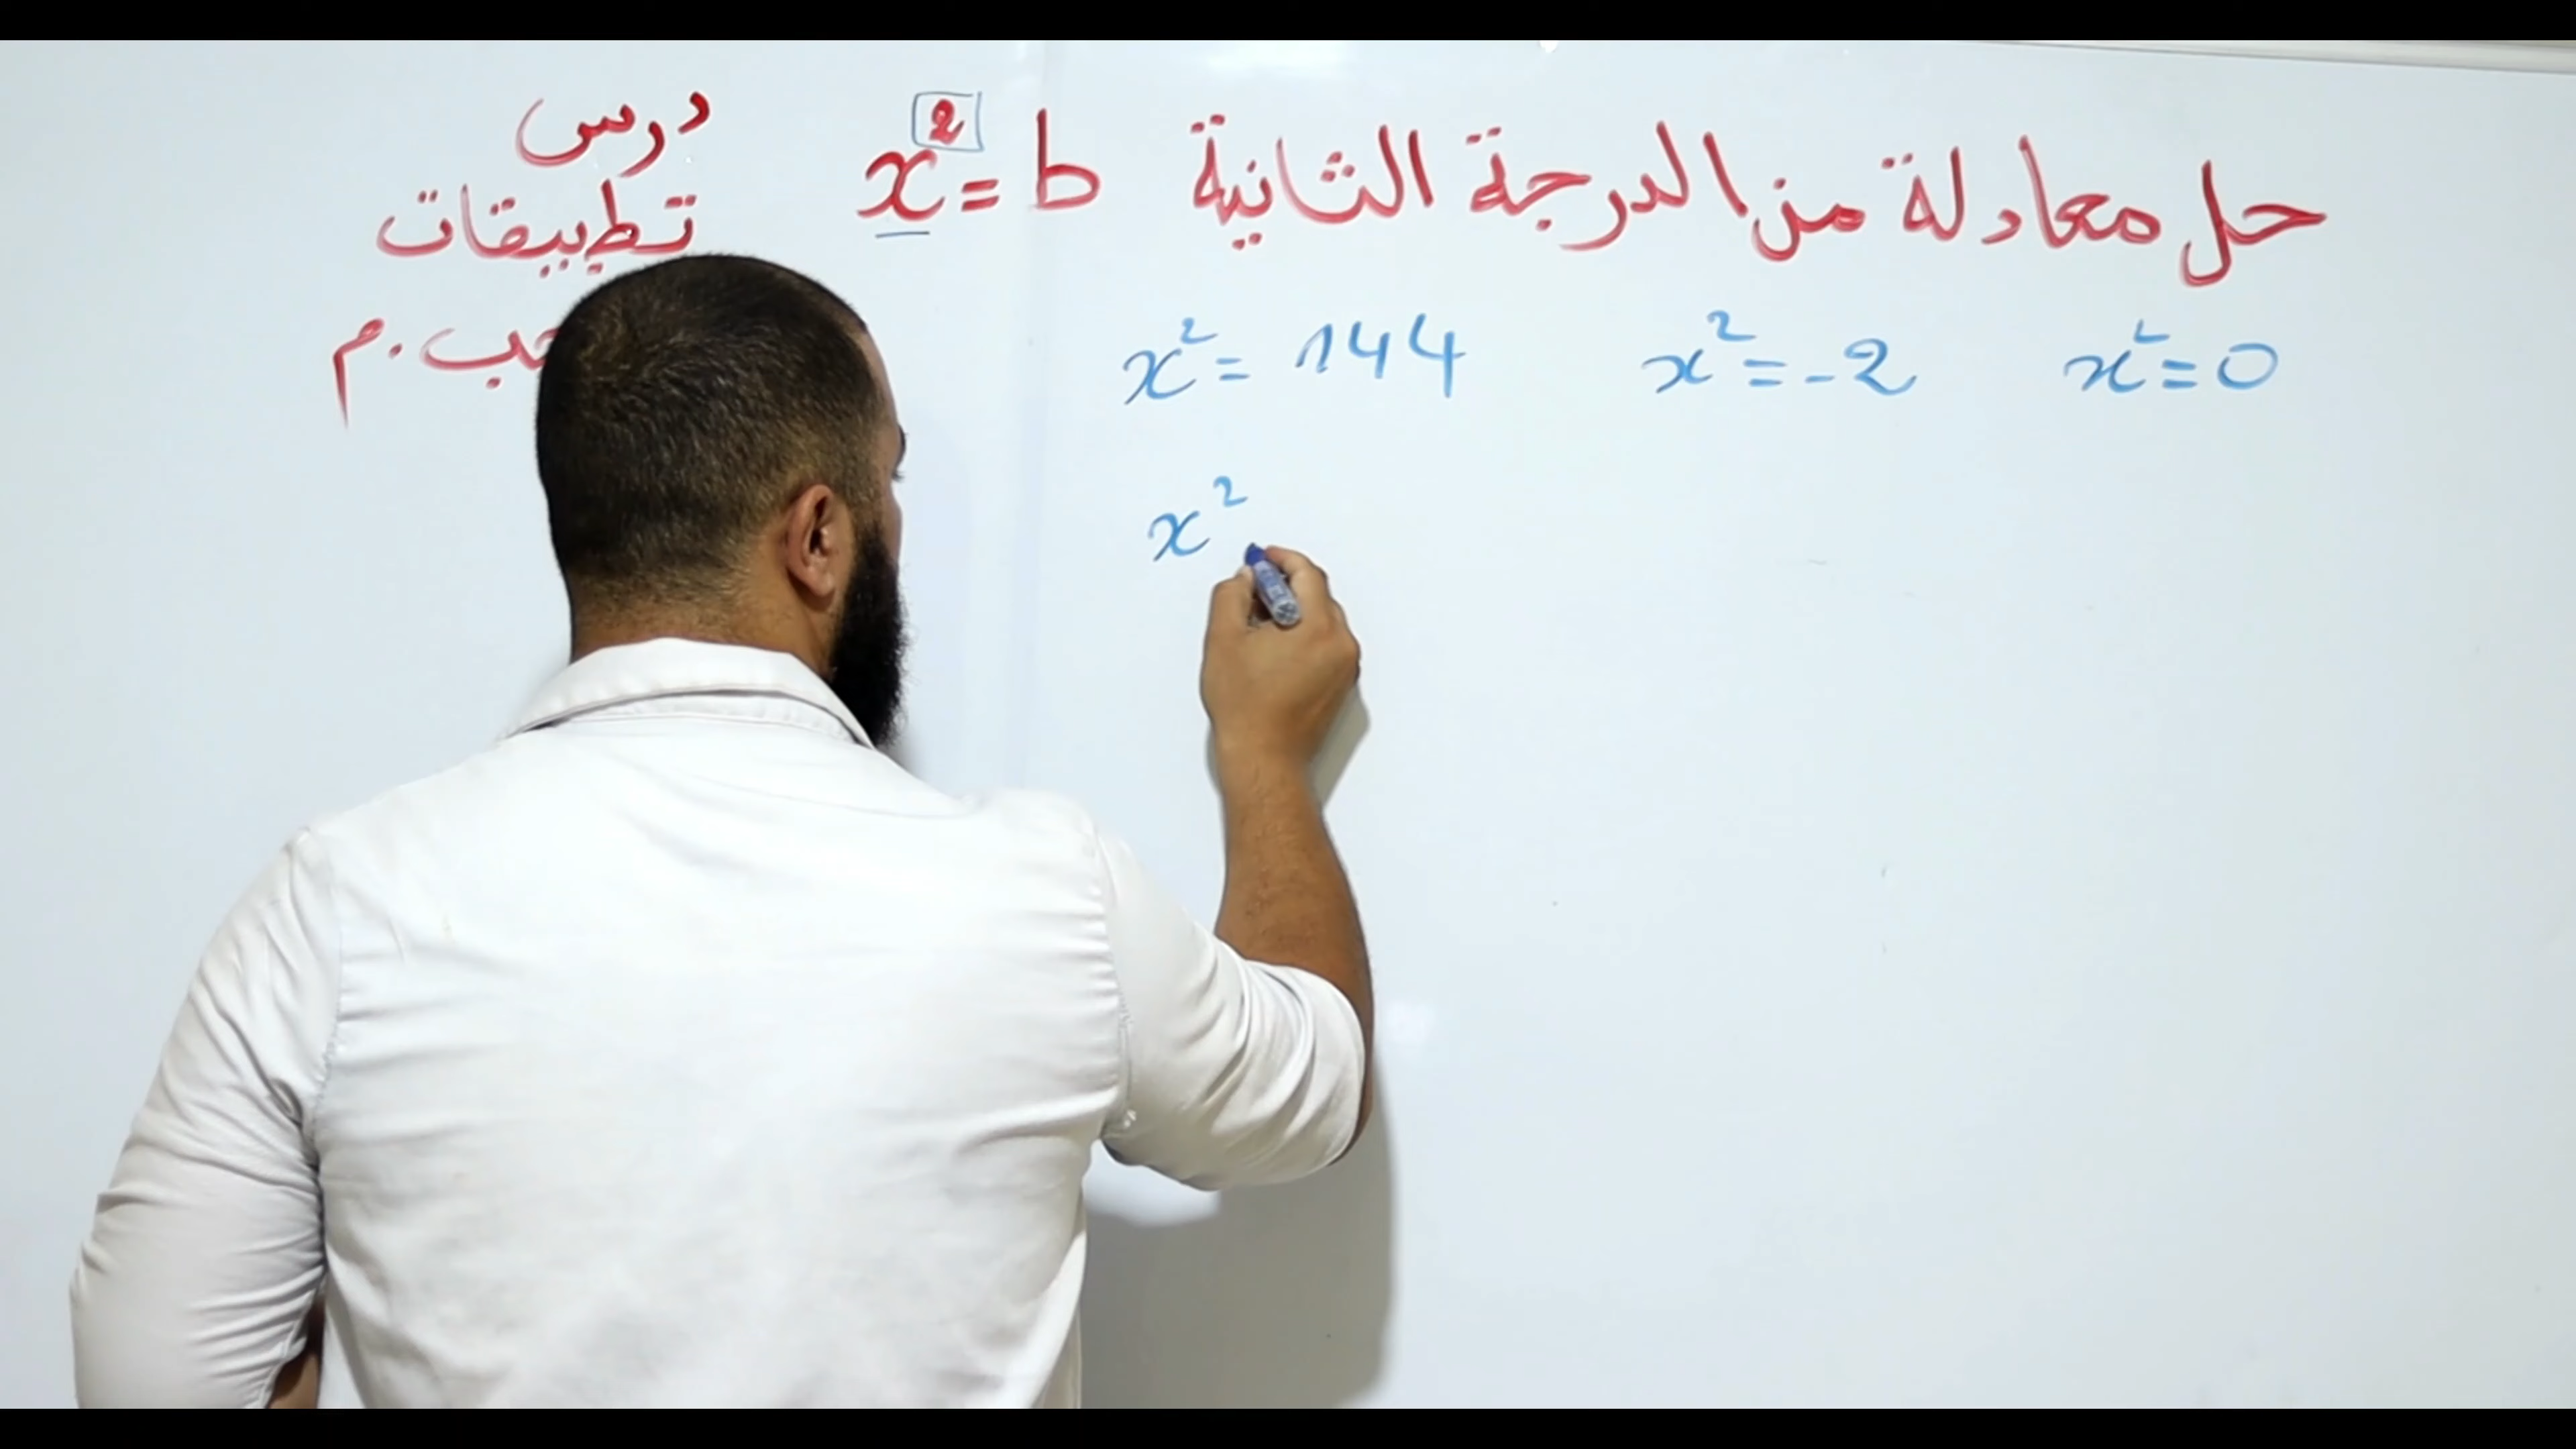 حل معادلة من الدرجة الثانية x² = b
درس
تطبيقات
م.
x² = 144 x² = -2 x² = 0
x²